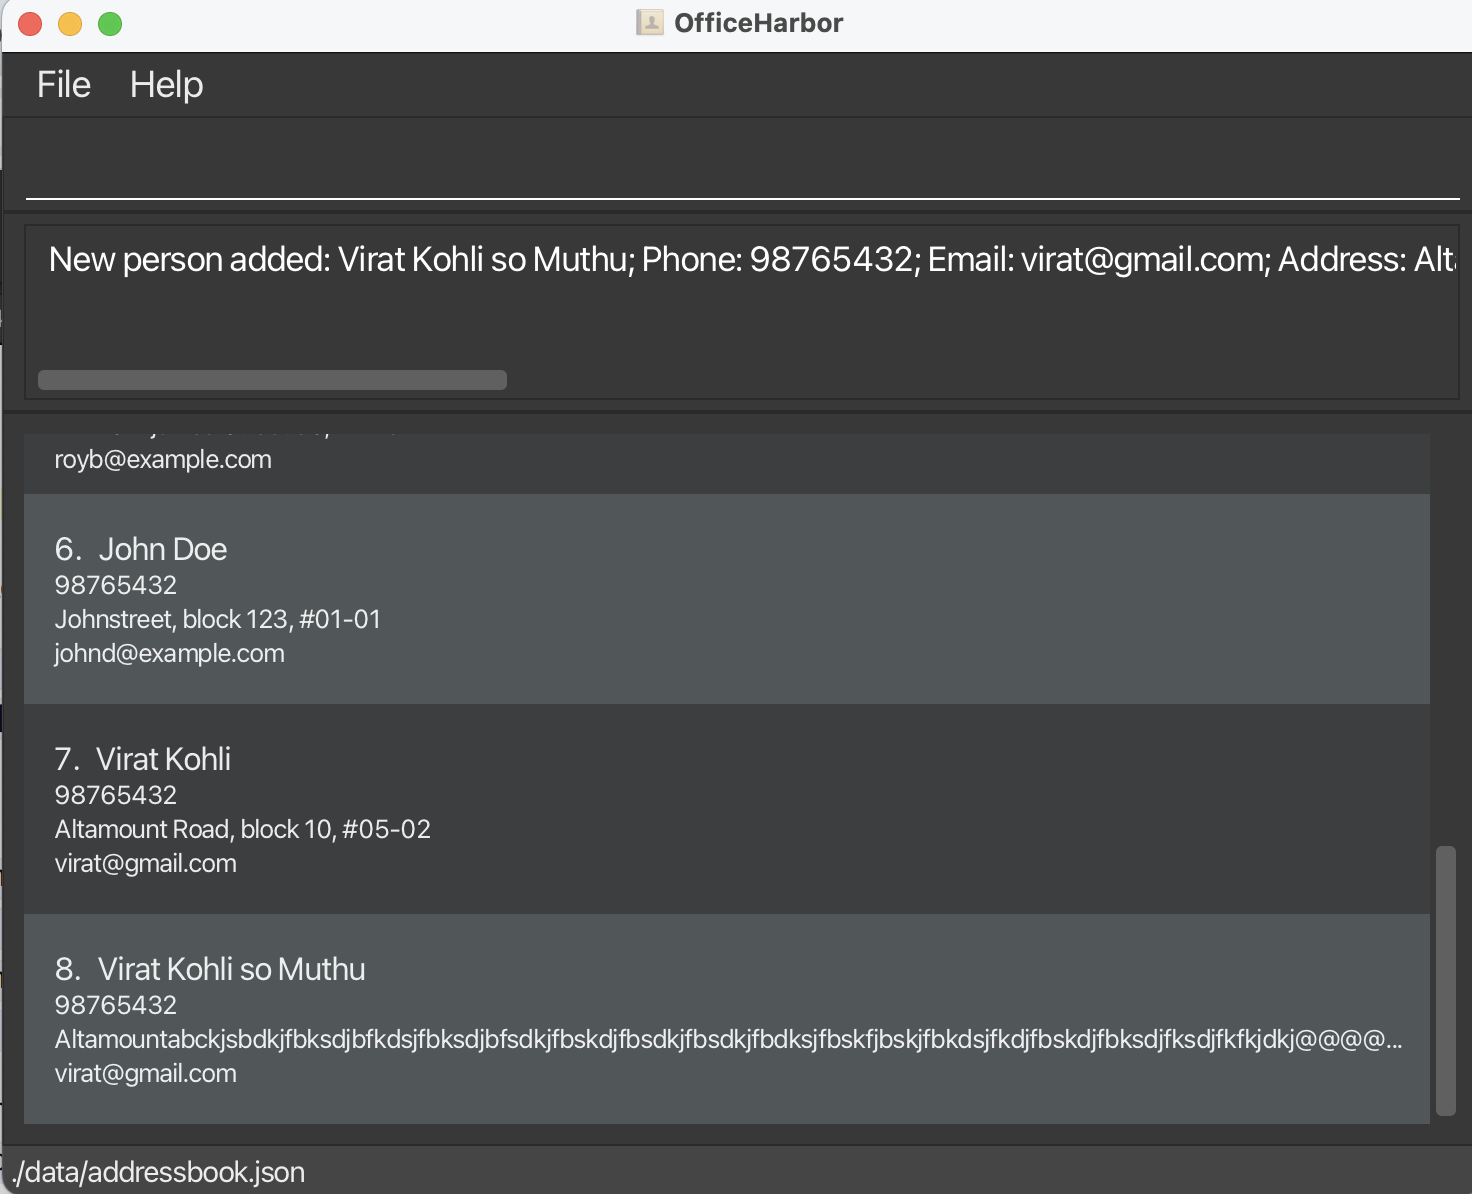 OfficeHarbor
File Help
New person added: Virat Kohli so Muthu; Phone: 98765432; Email: virat@gmail.com; Address: Alt
royb@example.com
6. John Doe
98765432
Johnstreet, block 123, #01-01
johnd@example.com
7. Virat Kohli
98765432
Altamount Road, block 10, #05-02
virat@gmail.com
8. Virat Kohli so Muthu
98765432
Altamountabckjsbdkjfbksdjbfkdsjfbksdjbfsdkjfbskdjfbsdkjfbsdkjfbdksjfbskfjbskjfbkdsjfkdjfbskdjfbksdjfksdjfkfkjdkj@@@@...
virat@gmail.com
./data/addressbook.json